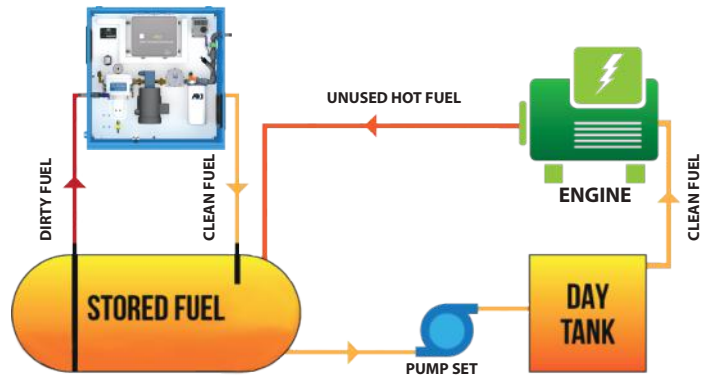 UNUSED HOT FUEL
DIRTY FUEL
CLEAN FUEL
ENGINE
CLEAN FUEL
STORED FUEL
DAY
TANK
PUMP SET